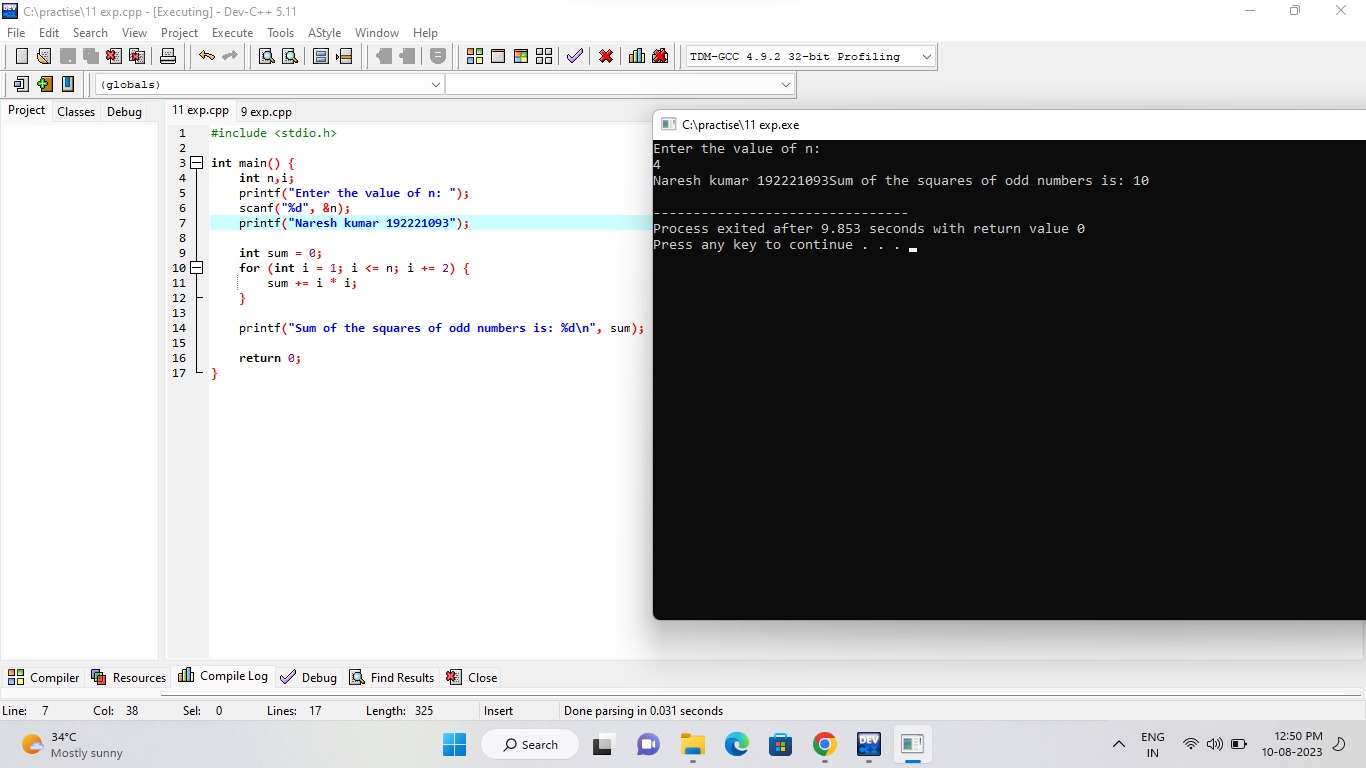 C:\practise\11 exp.cpp - [Executing] - Dev-C++ 5.11
File Edit Search View Project Execute Tools AStyle Window Help
TDM-GCC 4.9.2 32-bit Profiling
(globals)
Project Classes Debug
11 exp.cpp 9 exp.cpp
1 #include <stdio.h>
2
3 int main() {
4 int n,i;
5 printf("Enter the value of n: ");
6 scanf("%d", &n);
7 printf("Naresh kumar 192221093");
8
9 int sum = 0;
10 for (int i = 1; i <= n; i += 2) {
11 sum += i * i;
12 }
13
14 printf("Sum of the squares of odd numbers is: %d\n", sum);
15
16 return 0;
17 }
C:\practise\11 exp.exe
Enter the value of n:
4
Naresh kumar 192221093Sum of the squares of odd numbers is: 10
--------------------------------
Process exited after 9.853 seconds with return value 0
Press any key to continue . . .
Compiler Resources Compile Log Debug Find Results Close
Line: 7 Col: 38 Sel: 0 Lines: 17 Length: 325 Insert Done parsing in 0.031 seconds
34°C
Mostly sunny
Search
DEV
ENG
IN
12:50 PM
10-08-2023